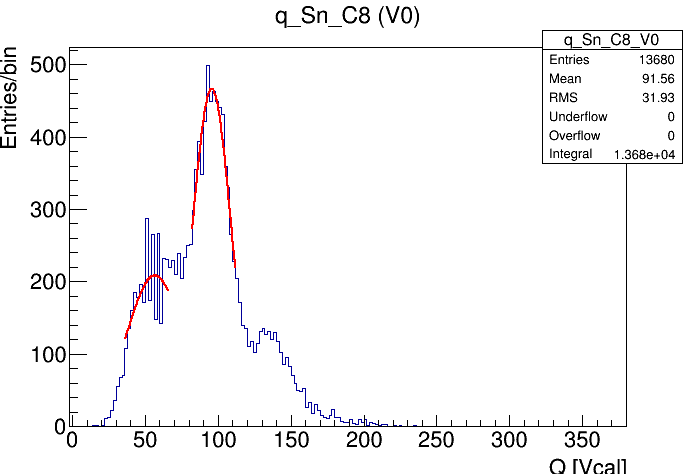 q_Sn_C8 (V0)
q_Sn_C8_V0
Entries 13680
Mean 91.56
RMS 31.93
Underflow 0
Overflow 0
Integral 1.368e+04
Entries/bin
500
400
300
200
100
0
0 50 100 150 200 250 300 350
Q [Vcal]